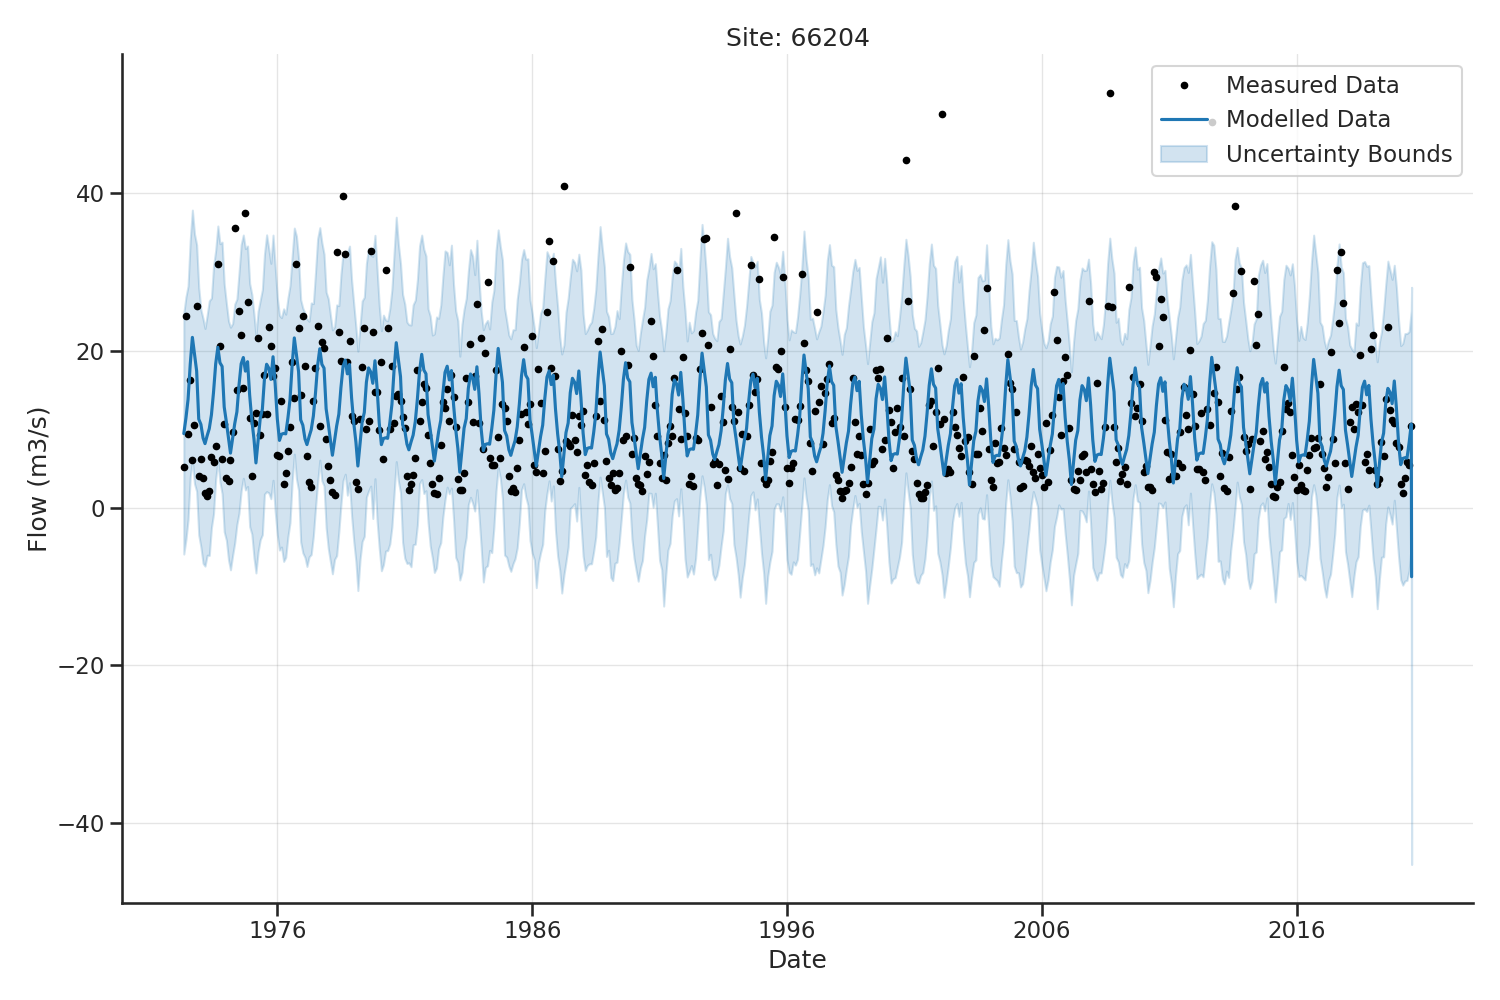 Site: 66204
Measured Data
Modelled Data
Uncertainty Bounds
Flow (m3/s)
40
20
0
−20
−40
1976
1986
1996
2006
2016
Date